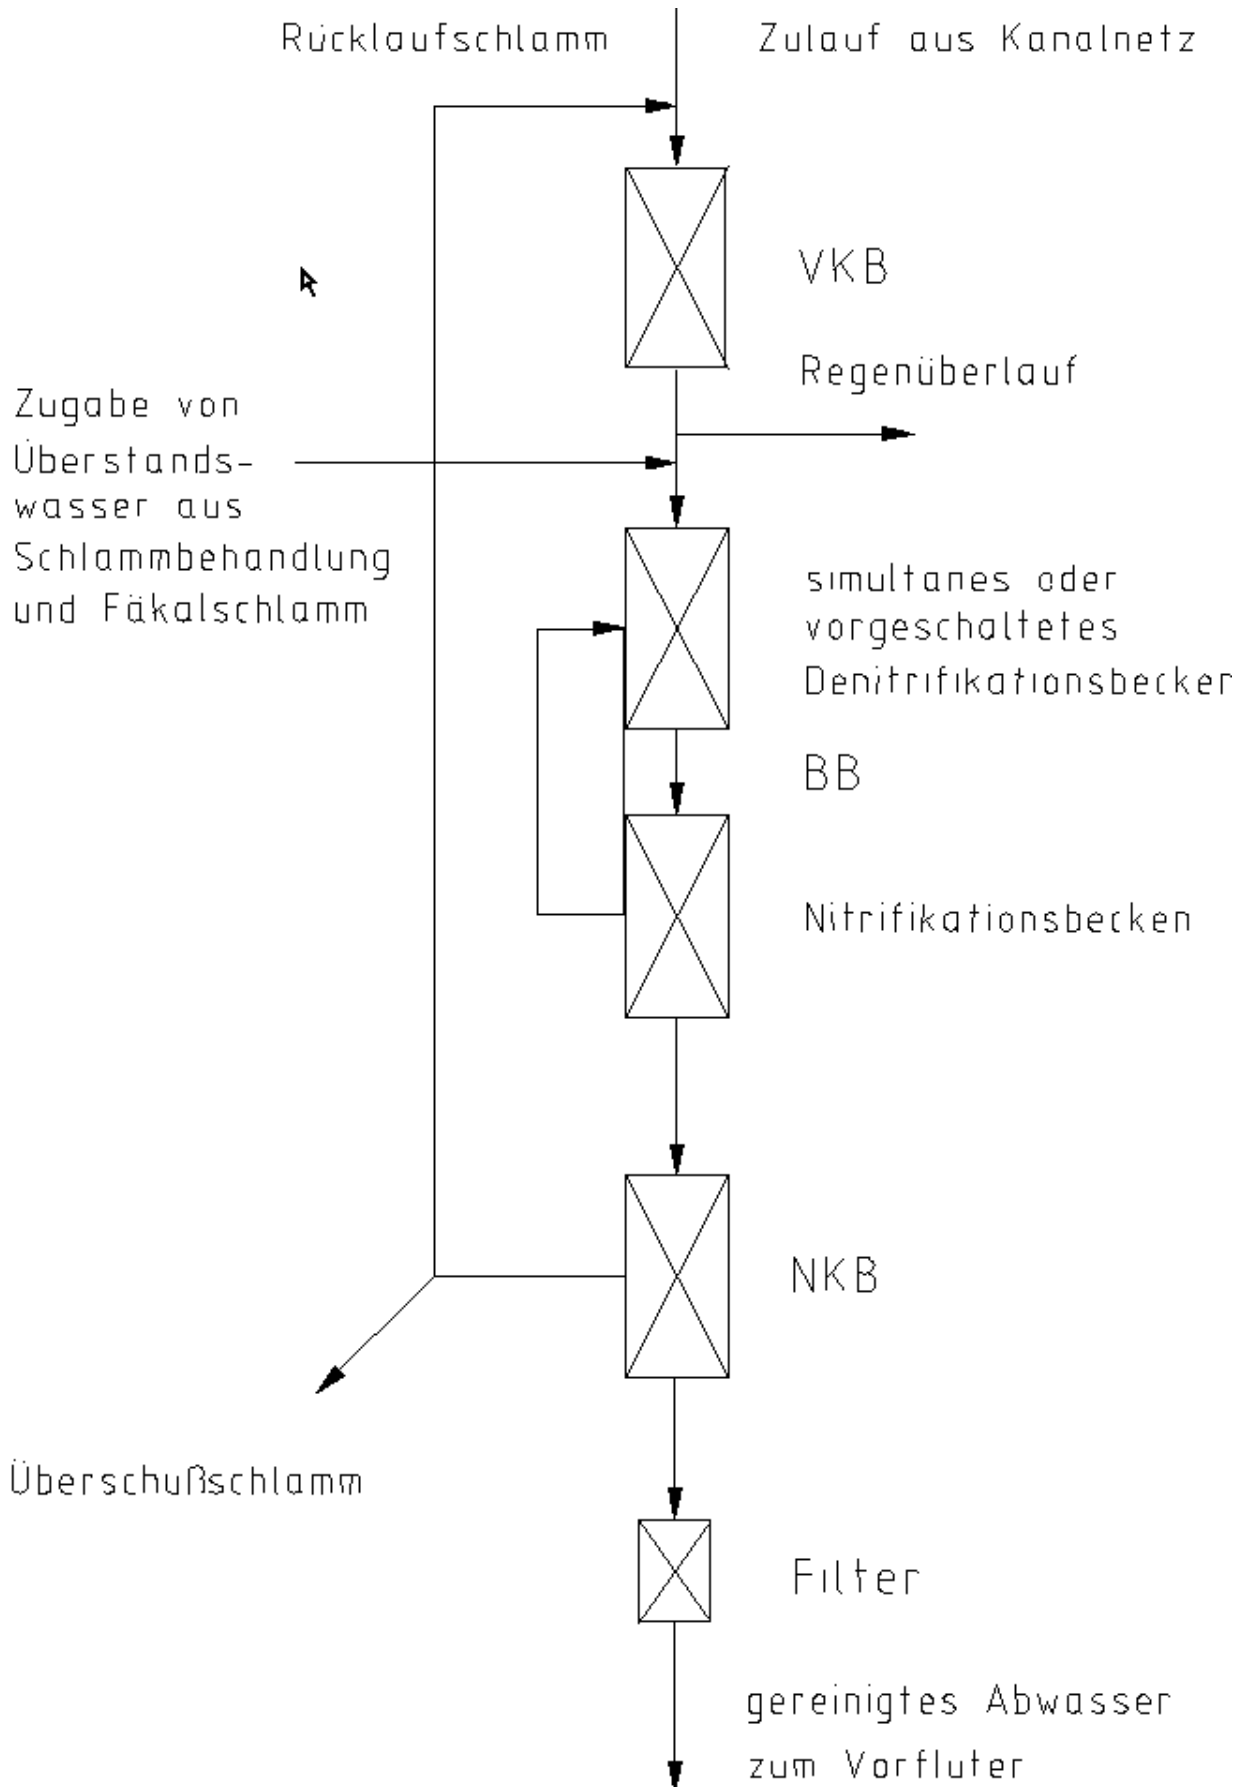 Rücklaufschlamm
Zulauf aus Kanalnetz
VKB
Regenüberlauf
Zugabe von
Überstands-
wasser aus
Schlammbehandlung
und Fäkalschlamm
simultanes oder
vorgeschaltetes
Denitrifikationsbecken
BB
Nitrifikationsbecken
NKB
Überschußschlamm
Filter
gereinigtes Abwasser
zum Vorfluter